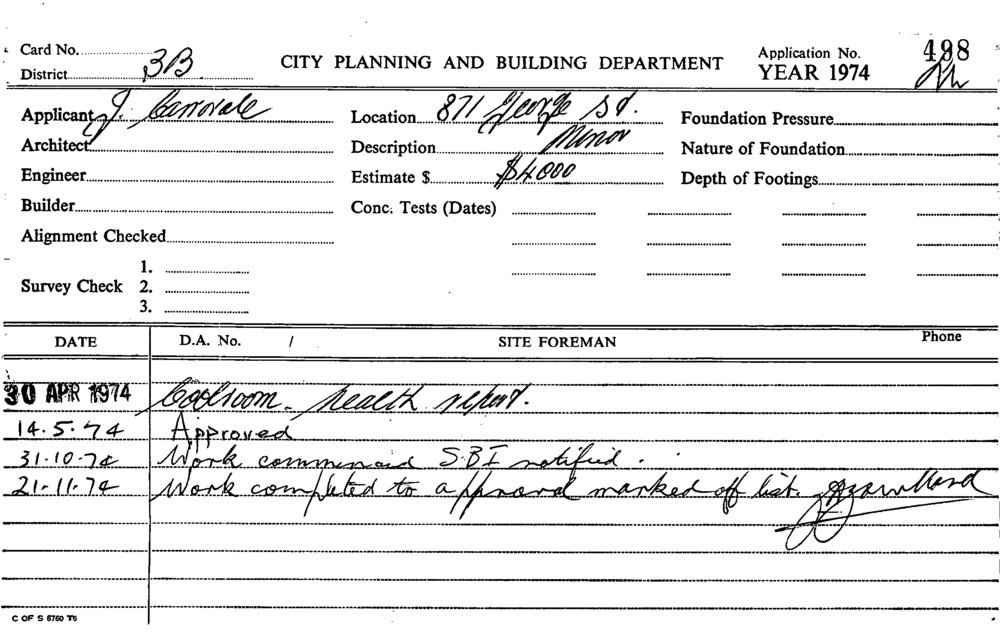 Card No.
District 3B
CITY PLANNING AND BUILDING DEPARTMENT
Application No. 498
YEAR 1974
Applicant J.
Location 871 George St.
Foundation Pressure
Architect
Description Minor
Nature of Foundation
Engineer
Estimate $ $4000
Depth of Footings
Builder
Conc. Tests (Dates)
Alignment Checked
Survey Check 1.
2.
3.
DATE D.A. No. / SITE FOREMAN Phone
30 APR 1974 Coolroom - health report.
14.5.74 Approved
31.10.74 Work commenced S.B.I notified.
21.11.74 Work completed to approval marked off list.
C OF S 6760 T6